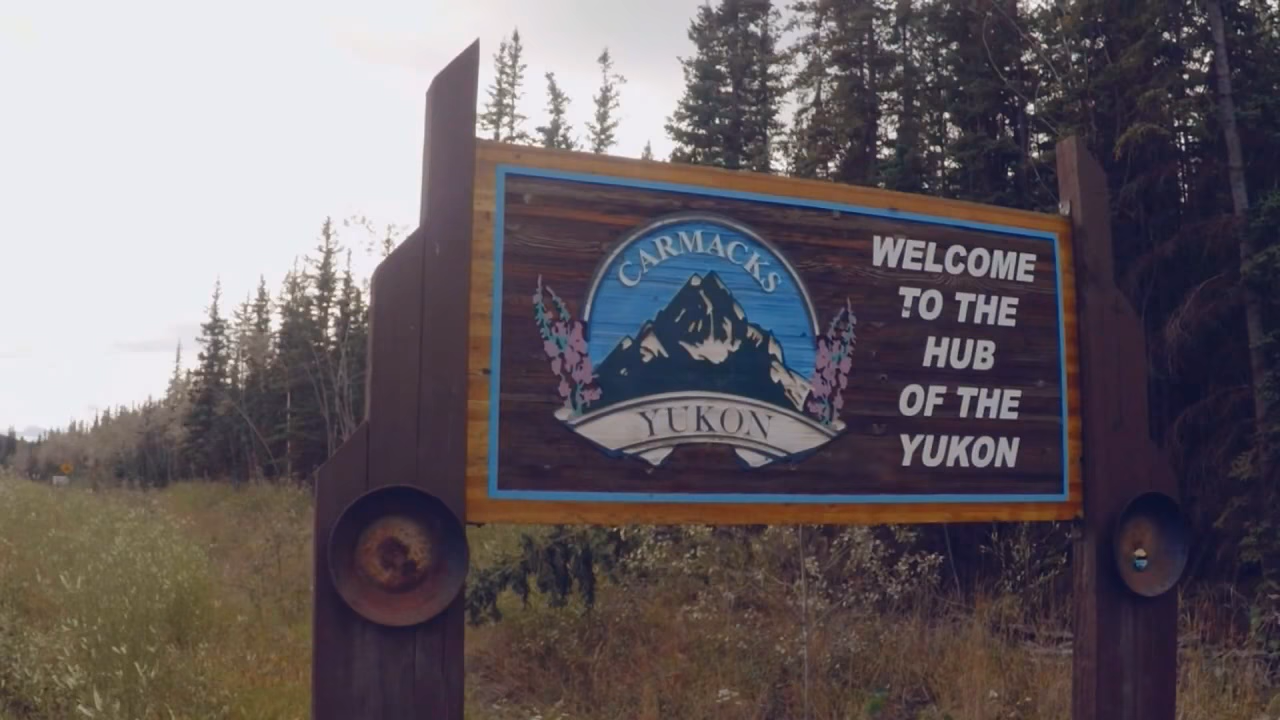 CARMACKS
YUKON
WELCOME
TO THE
HUB
OF THE
YUKON